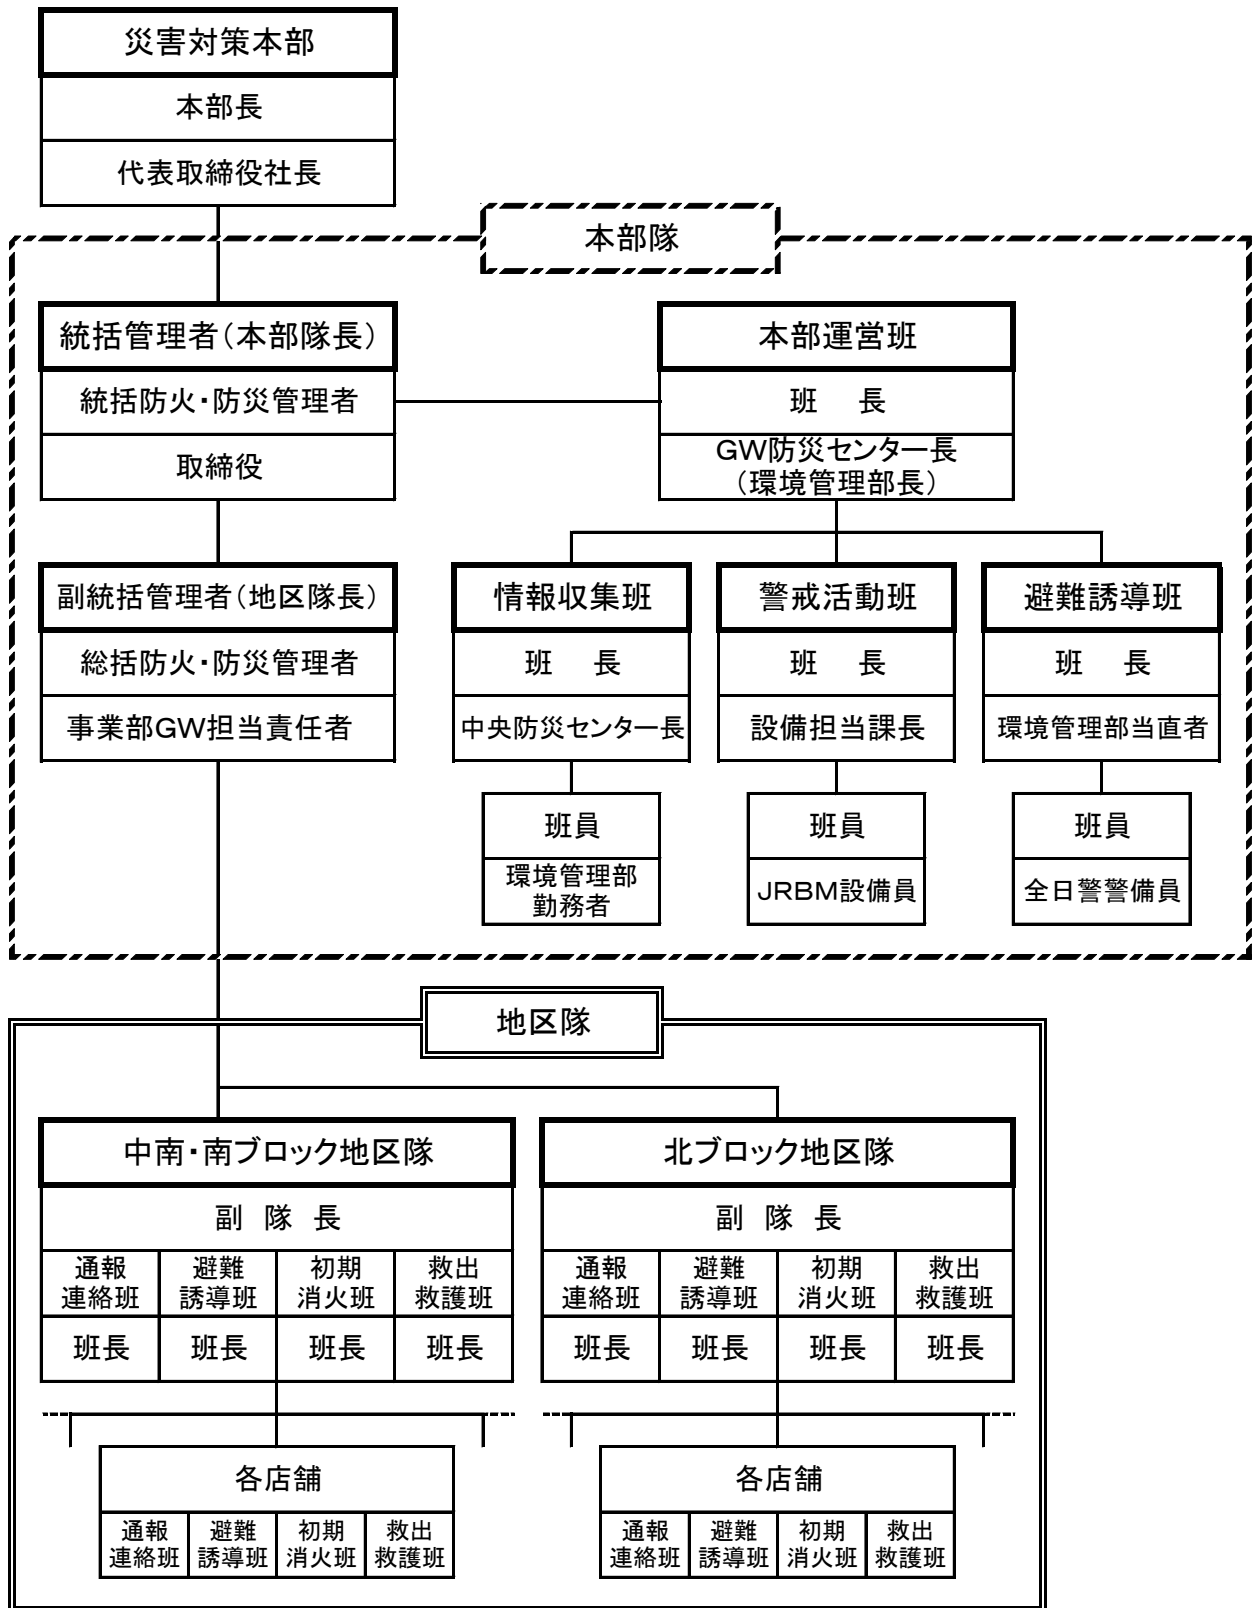 災害対策本部
本部長
代表取締役社長
本部隊
統括管理者（本部隊長）
統括防火・防災管理者
取締役
本部運営班
班　長
GW防災センター長
（環境管理部長）
副統括管理者（地区隊長）
総括防火・防災管理者
事業部GW担当責任者
情報収集班
班　長
中央防災センター長
班員
環境管理部
勤務者
警戒活動班
班　長
設備担当課長
班員
JRBM設備員
避難誘導班
班　長
環境管理部当直者
班員
全日警警備員
地区隊
中南・南ブロック地区隊
副 隊 長
通報
連絡班
避難
誘導班
初期
消火班
救出
救護班
班長
班長
班長
班長
各店舗
通報
連絡班
避難
誘導班
初期
消火班
救出
救護班
北ブロック地区隊
副 隊 長
通報
連絡班
避難
誘導班
初期
消火班
救出
救護班
班長
班長
班長
班長
各店舗
通報
連絡班
避難
誘導班
初期
消火班
救出
救護班